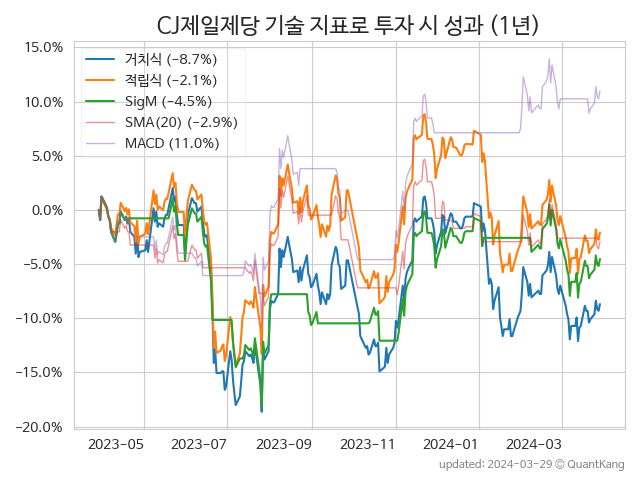 CJ제일제당 기술 지표로 투자 시 성과 (1년)
15.0%
10.0%
5.0%
0.0%
−5.0%
−10.0%
−15.0%
−20.0%
거치식 (−8.7%)
적립식 (−2.1%)
SigM (−4.5%)
SMA(20) (−2.9%)
MACD (11.0%)
2023-05 2023-07 2023-09 2023-11 2024-01 2024-03
updated: 2024-03-29 © QuantKang